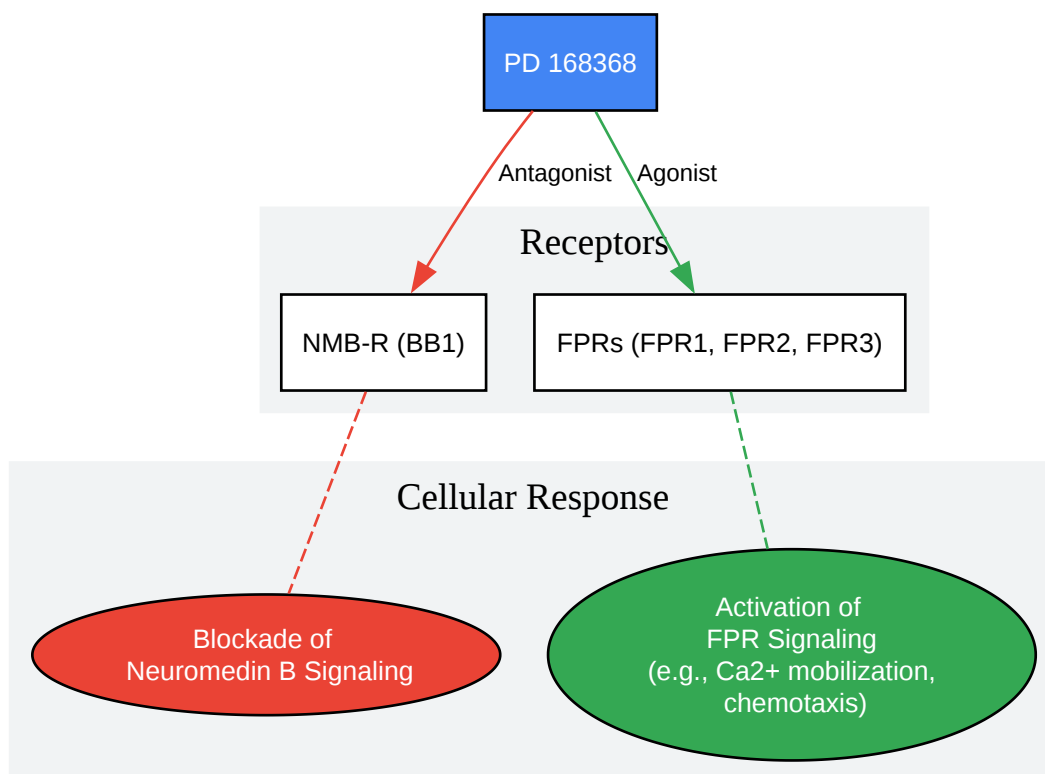 PD 168368
Antagonist
Agonist
Receptors
NMB-R (BB1)
FPRs (FPR1, FPR2, FPR3)
Cellular Response
Blockade of
Neuromedin B Signaling
Activation of
FPR Signaling
(e.g., Ca2+ mobilization,
chemotaxis)